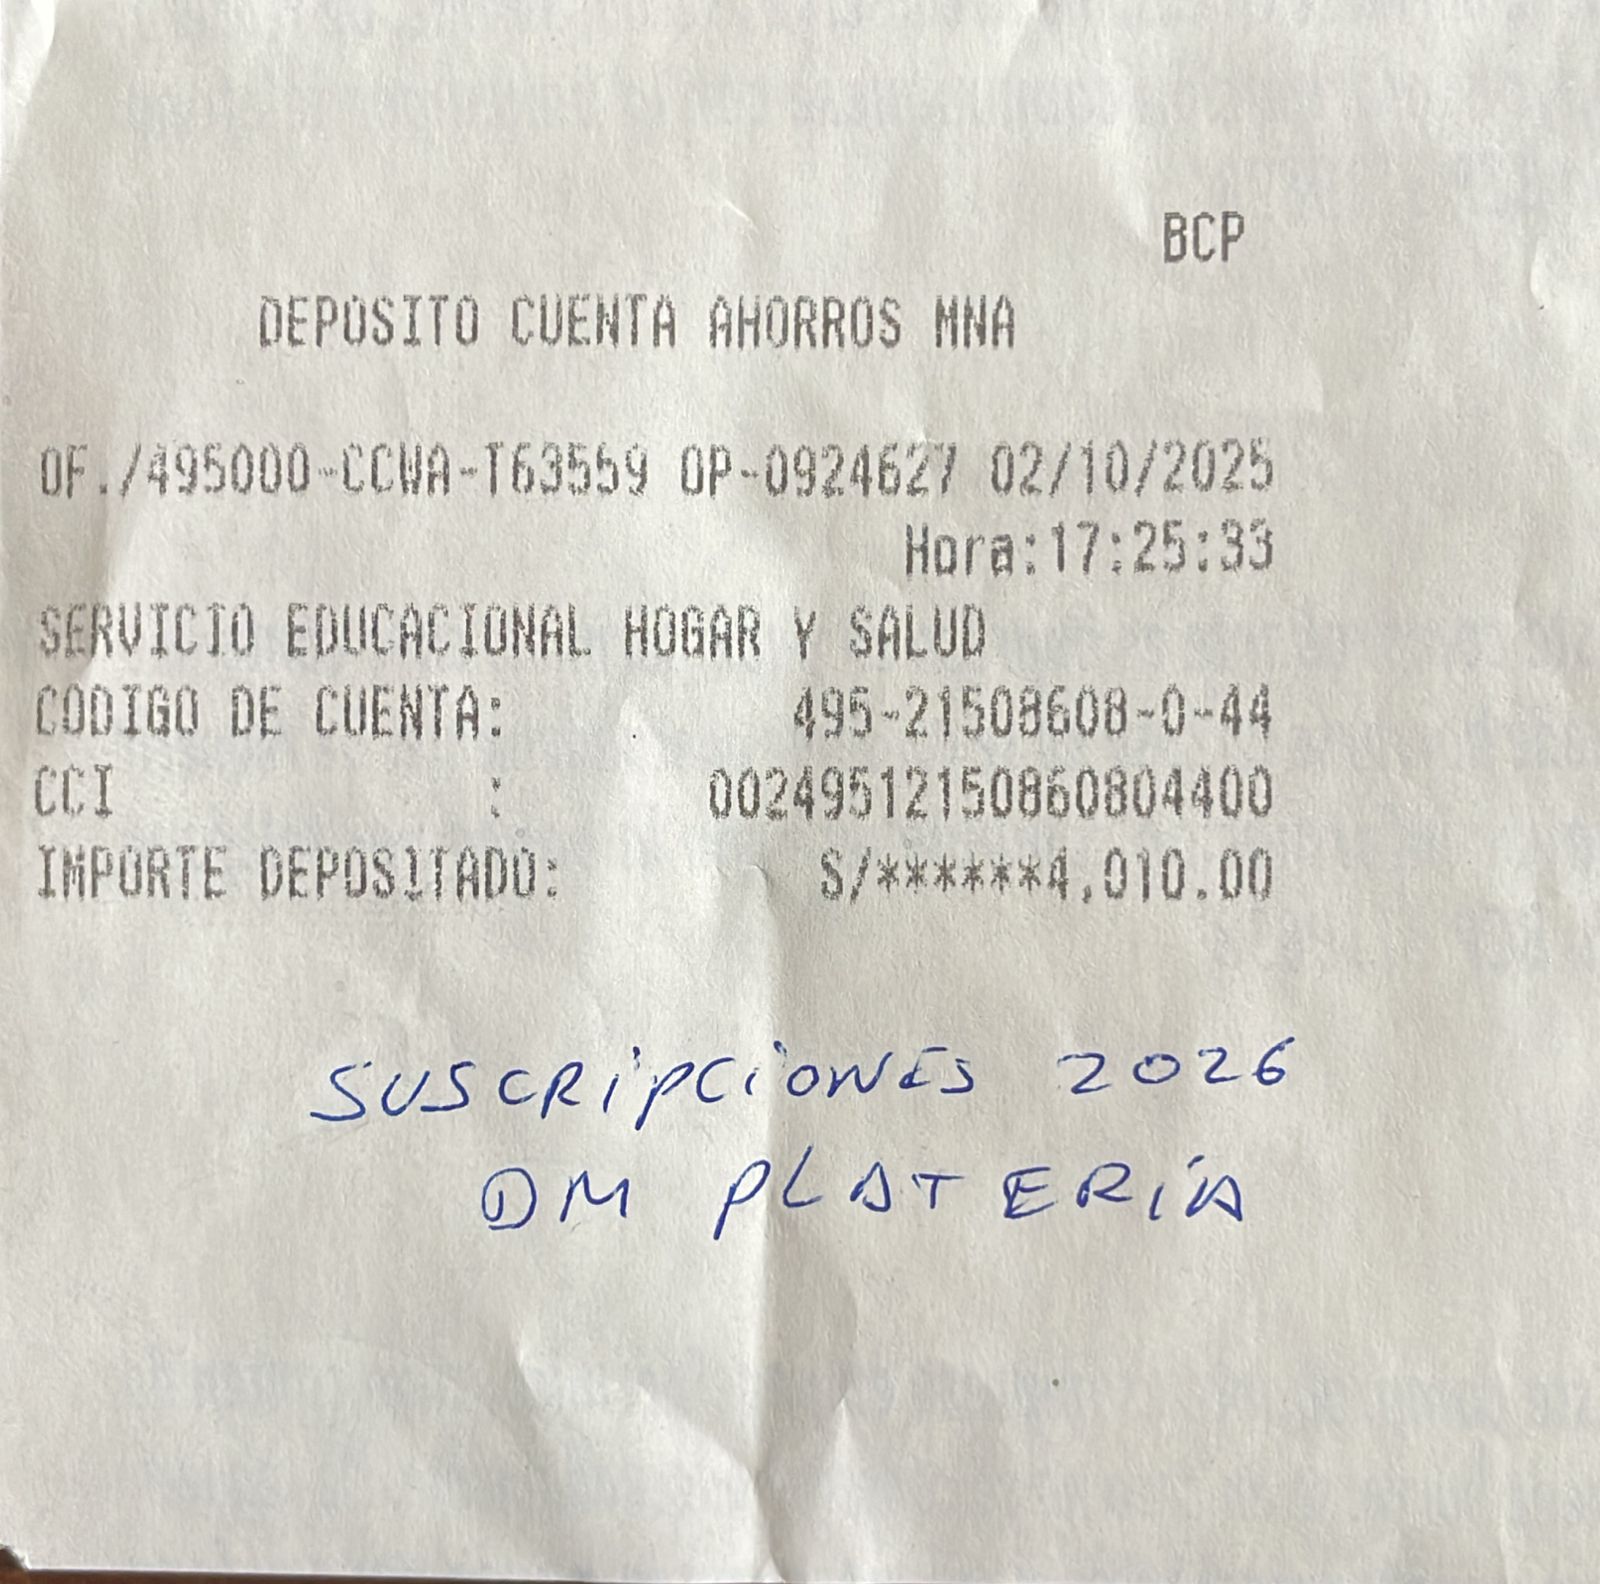 BCP
DEPOSITO CUENTA AHORROS MNA
OF./495000-CCWA-T63559 OP-0924627 02/10/2025
Hora:17:25:33
SERVICIO EDUCACIONAL HOGAR Y SALUD
CODIGO DE CUENTA: 495-21508608-0-44
CCI : 00249512150860804400
IMPORTE DEPOSITADO: S/******4,010.00
SUSCRIPCIONES 2026
DM PLATERIA